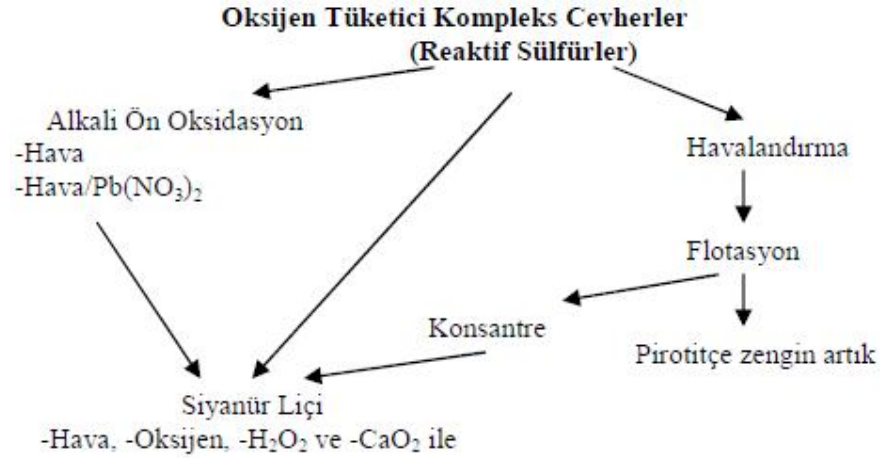 Oksijen Tüketici Kompleks Cevherler
(Reaktif Sülfürler)
Alkali Ön Oksidasyon
-Hava
-Hava/Pb(NO₃)₂
Havalandırma
Flotasyon
Konsantre
Pirotitçe zengin artık
Siyanür Liçi
-Hava, -Oksijen, -H₂O₂ ve -CaO₂ ile